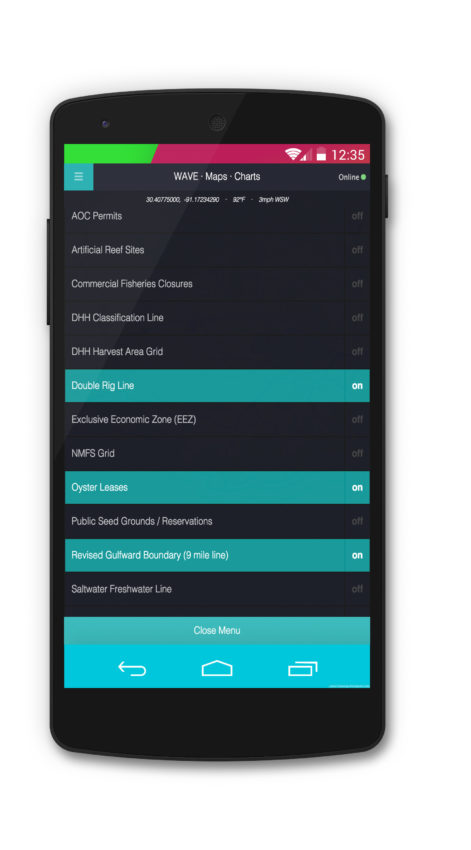 12:35
WAVE · Maps · Charts
Online
30.40775000, -91.17234290 - 92°F - 3mph WSW
AOC Permits off
Artificial Reef Sites off
Commercial Fisheries Closures off
DHH Classification Line off
DHH Harvest Area Grid off
Double Rig Line on
Exclusive Economic Zone (EEZ) off
NMFS Grid off
Oyster Leases on
Public Seed Grounds / Reservations off
Revised Gulfward Boundary (9 mile line) on
Saltwater Freshwater Line off
Close Menu